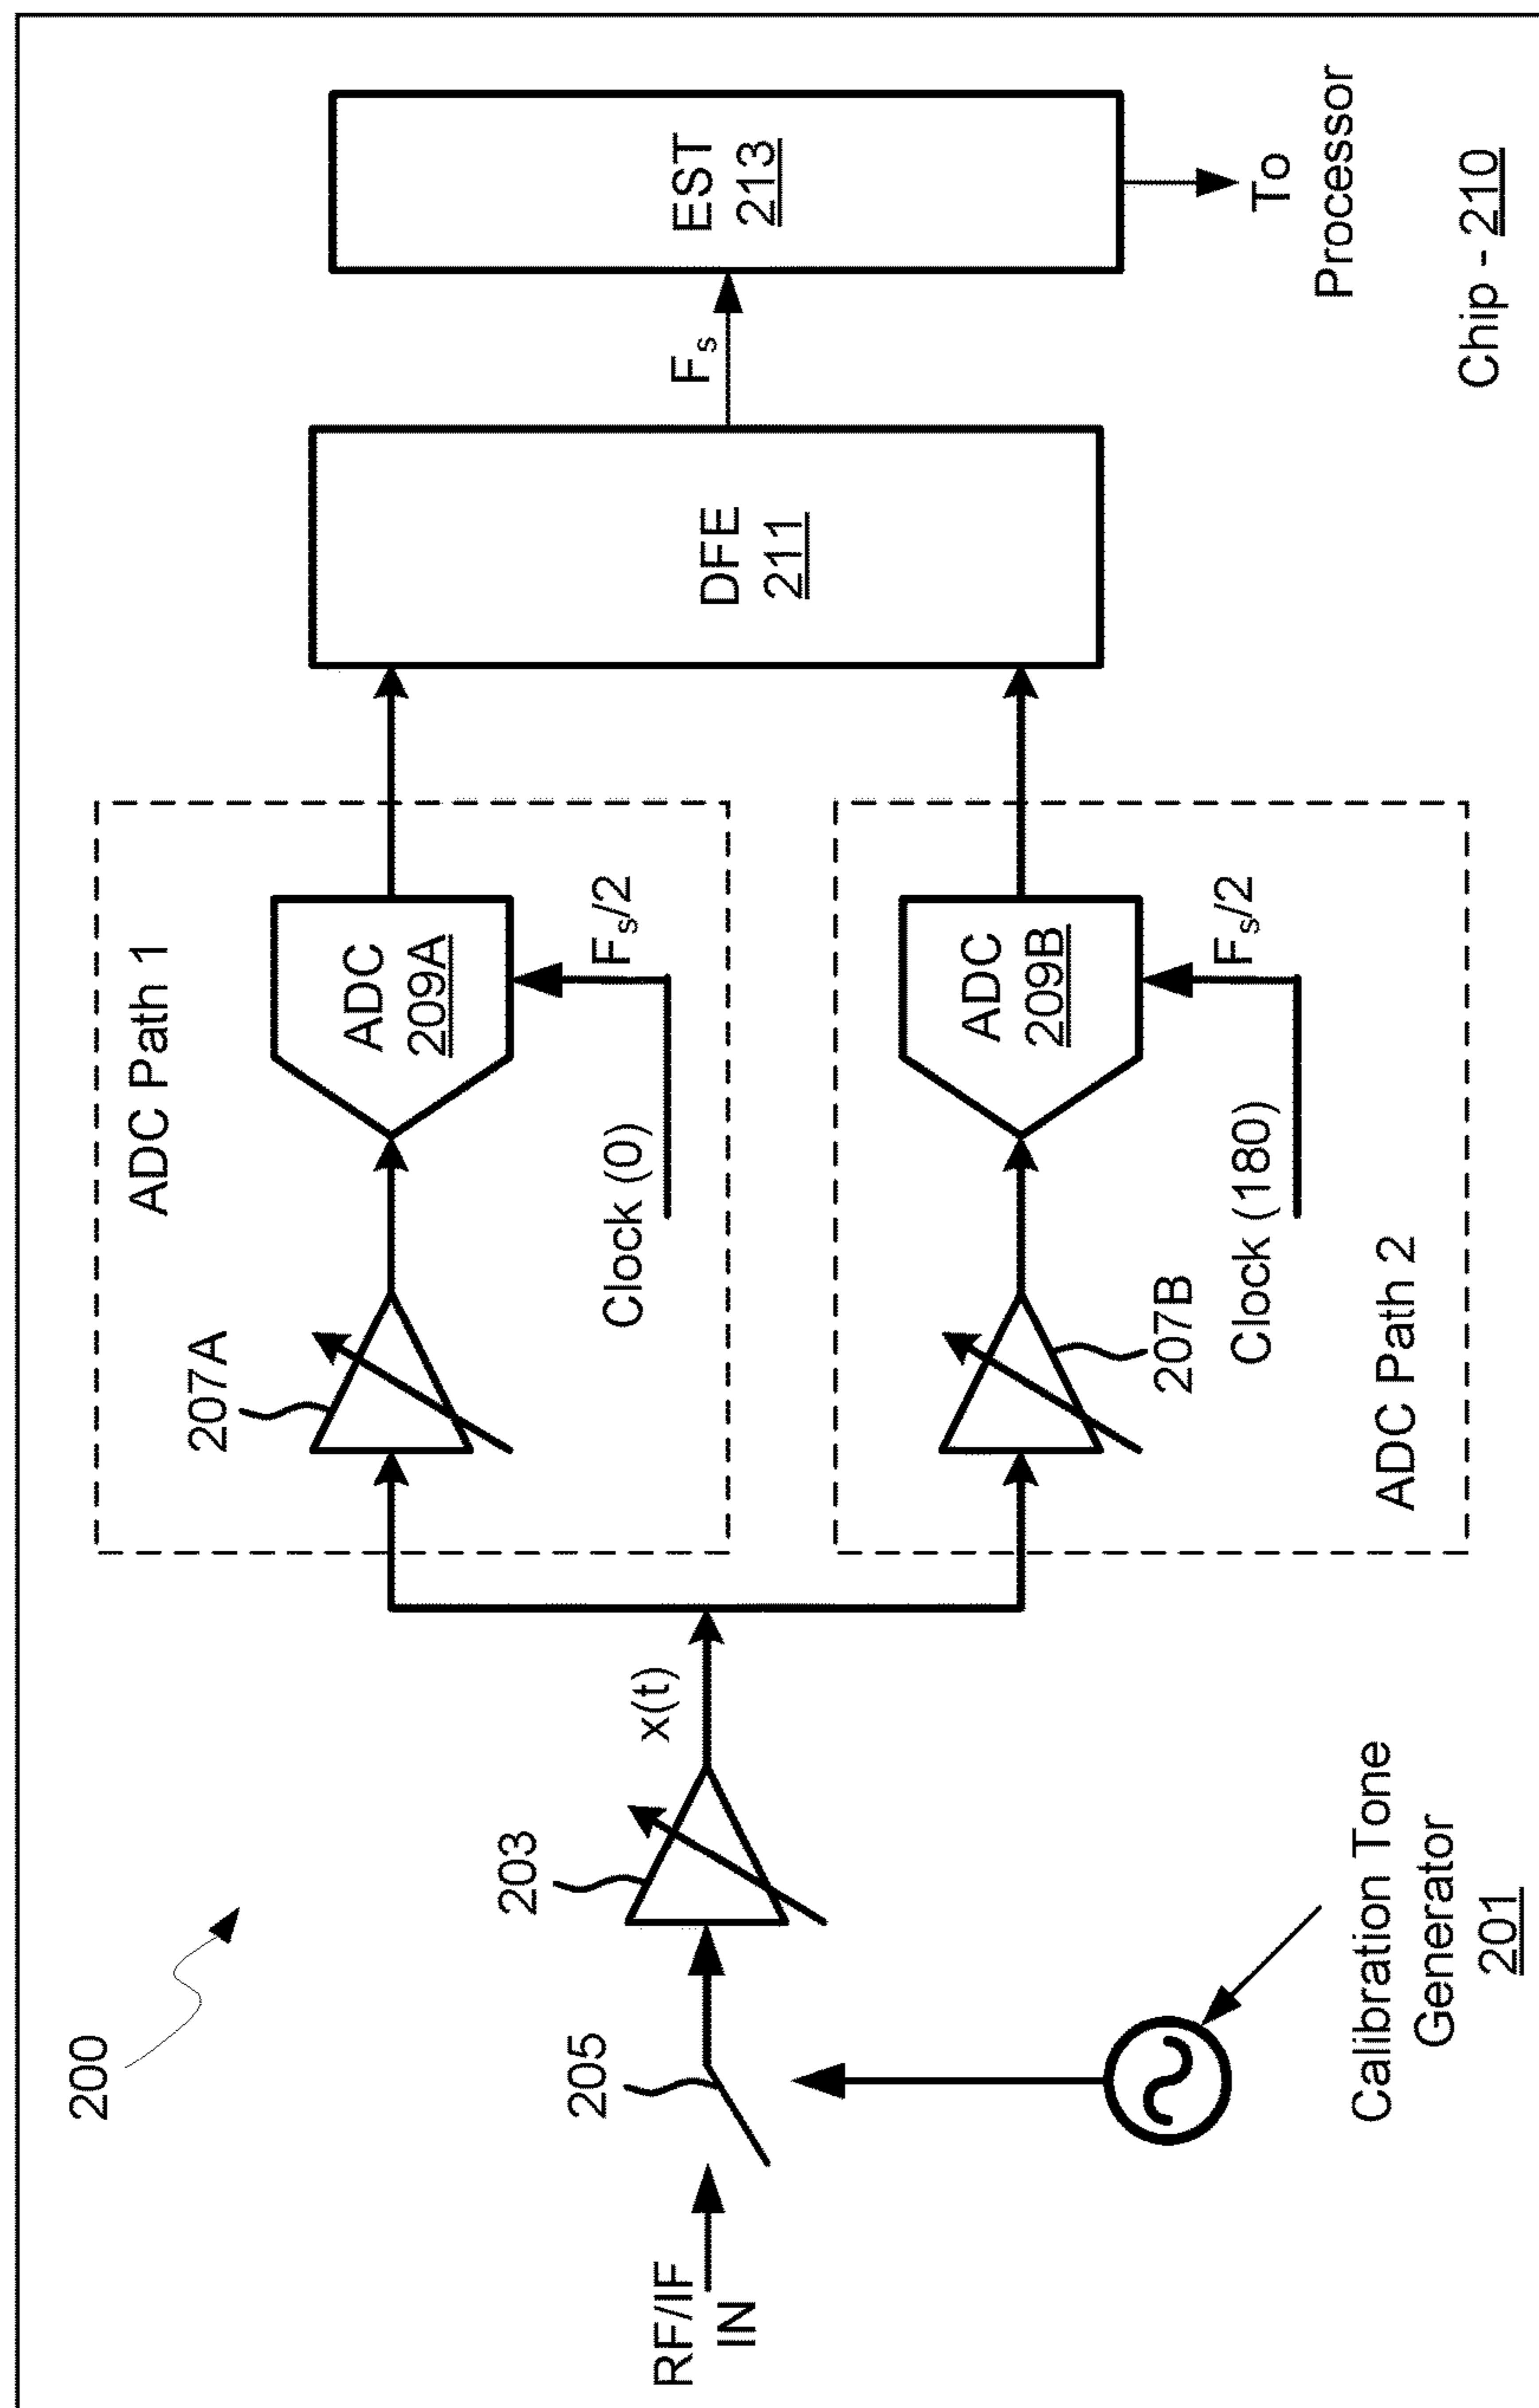 200
RF/IF
IN
205
203
x(t)
Calibration Tone
Generator
201
ADC Path 1
207A
ADC
209A
Clock (0)
Fₛ/2
207B
ADC
209B
Clock (180)
Fₛ/2
ADC Path 2
DFE
211
Fₛ
EST
213
To
Processor
Chip - 210